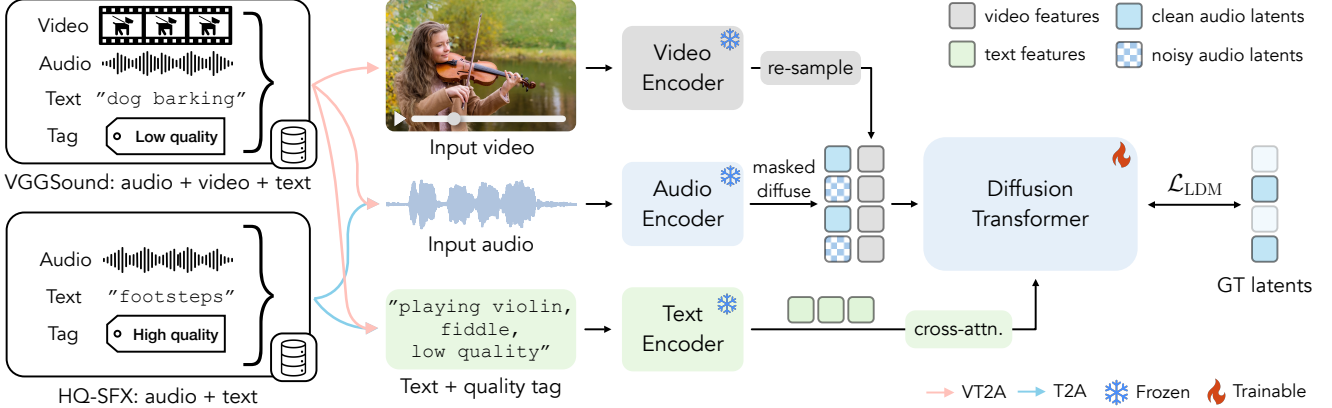 Video
Audio
Text "dog barking"
Tag Low quality
VGGSound: audio + video + text
Audio
Text "footsteps"
Tag High quality
HQ-SFX: audio + text
Input video
Input audio
"playing violin,
fiddle,
low quality"
Text + quality tag
Video
Encoder
re-sample
Audio
Encoder
masked
diffuse
Text
Encoder
cross-attn.
Diffusion
Transformer
ℒ_LDM
GT latents
video features
clean audio latents
text features
noisy audio latents
VT2A
T2A
Frozen
Trainable